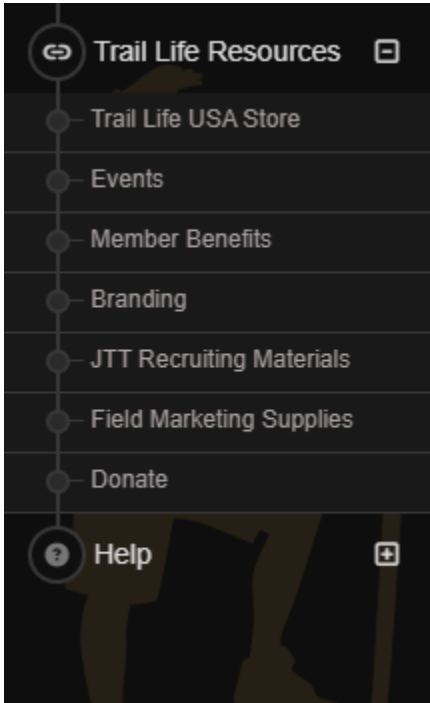 Trail Life Resources
Trail Life USA Store
Events
Member Benefits
Branding
JTT Recruiting Materials
Field Marketing Supplies
Donate
Help